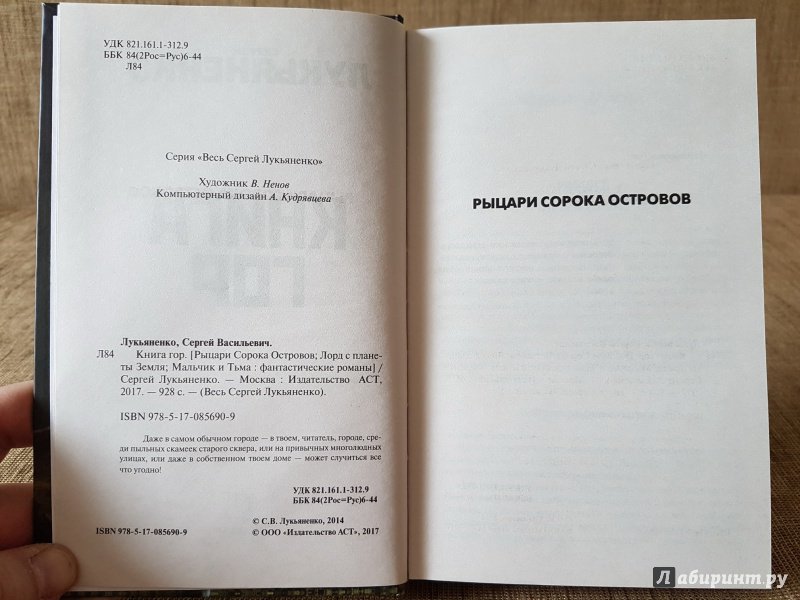 УДК 821.161.1-312.9
ББК 84(2Рос=Рус)6-44
Л84
Серия «Весь Сергей Лукьяненко»
Художник В. Ненов
Компьютерный дизайн А. Кудрявцева
Лукьяненко, Сергей Васильевич.
Л84 Книга гор. [Рыцари Сорока Островов; Лорд с плане-
ты Земля; Мальчик и Тьма : фантастические романы] /
Сергей Лукьяненко. — Москва : Издательство АСТ,
2017. — 928 с. — (Весь Сергей Лукьяненко).
ISBN 978-5-17-085690-9
Даже в самом обычном городе — в твоем, читатель, городе, сре-
ди пыльных скамеек старого сквера, или на привычных многолюдных
улицах, или даже в собственном твоем доме — может случиться все
что угодно!
УДК 821.161.1-312.9
ББК 84(2Рос=Рус)6-44
© С.В. Лукьяненко, 2014
ISBN 978-5-17-085690-9 © ООО «Издательство АСТ», 2017
РЫЦАРИ СОРОКА ОСТРОВОВ
Лабиринт.ру